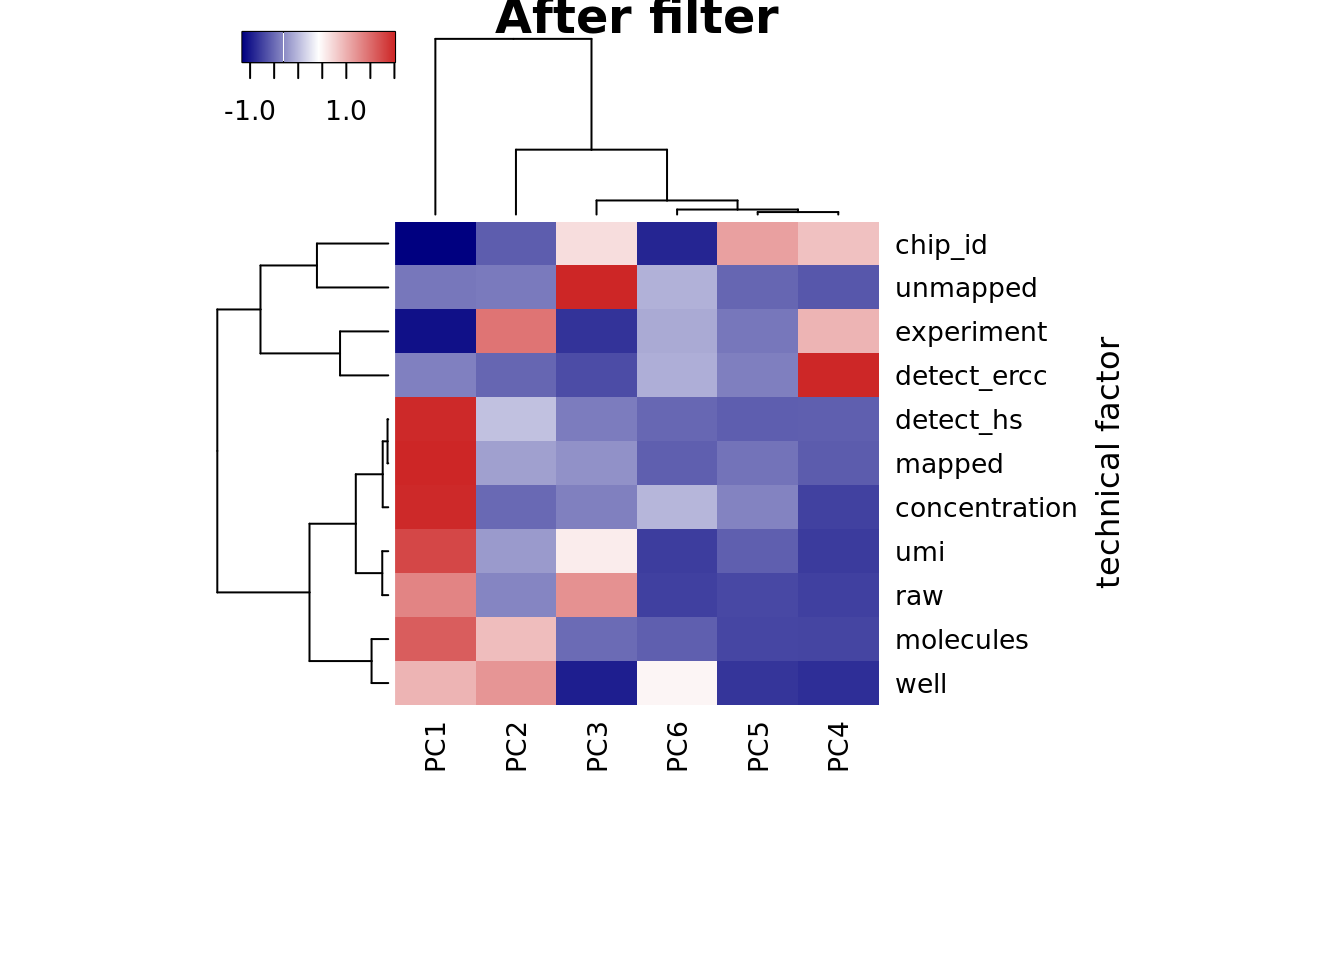 After filter
-1.0 1.0
chip_id
unmapped
experiment
detect_ercc
detect_hs
mapped
concentration
umi
raw
molecules
well
technical factor
PC1 PC2 PC3 PC6 PC5 PC4